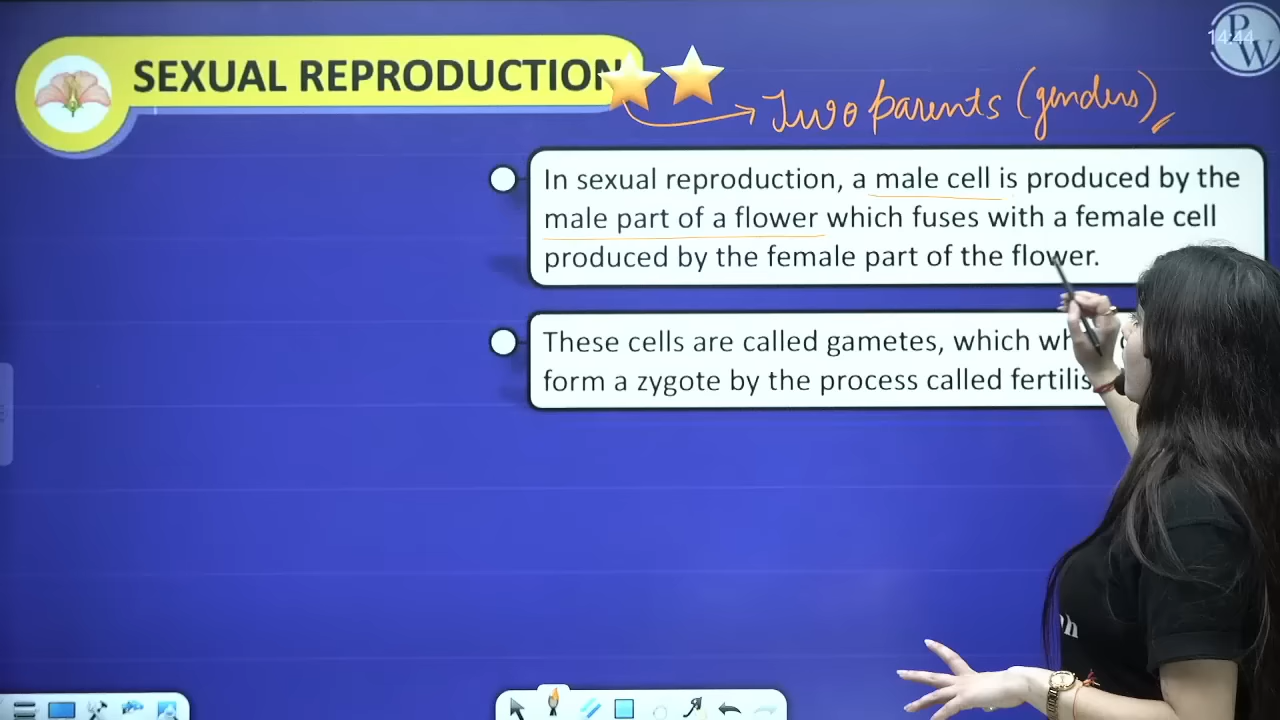 SEXUAL REPRODUCTION
Two parents (genders)
PW
14:44
In sexual reproduction, a male cell is produced by the
male part of a flower which fuses with a female cell
produced by the female part of the flower.
These cells are called gametes, which
form a zygote by the process called